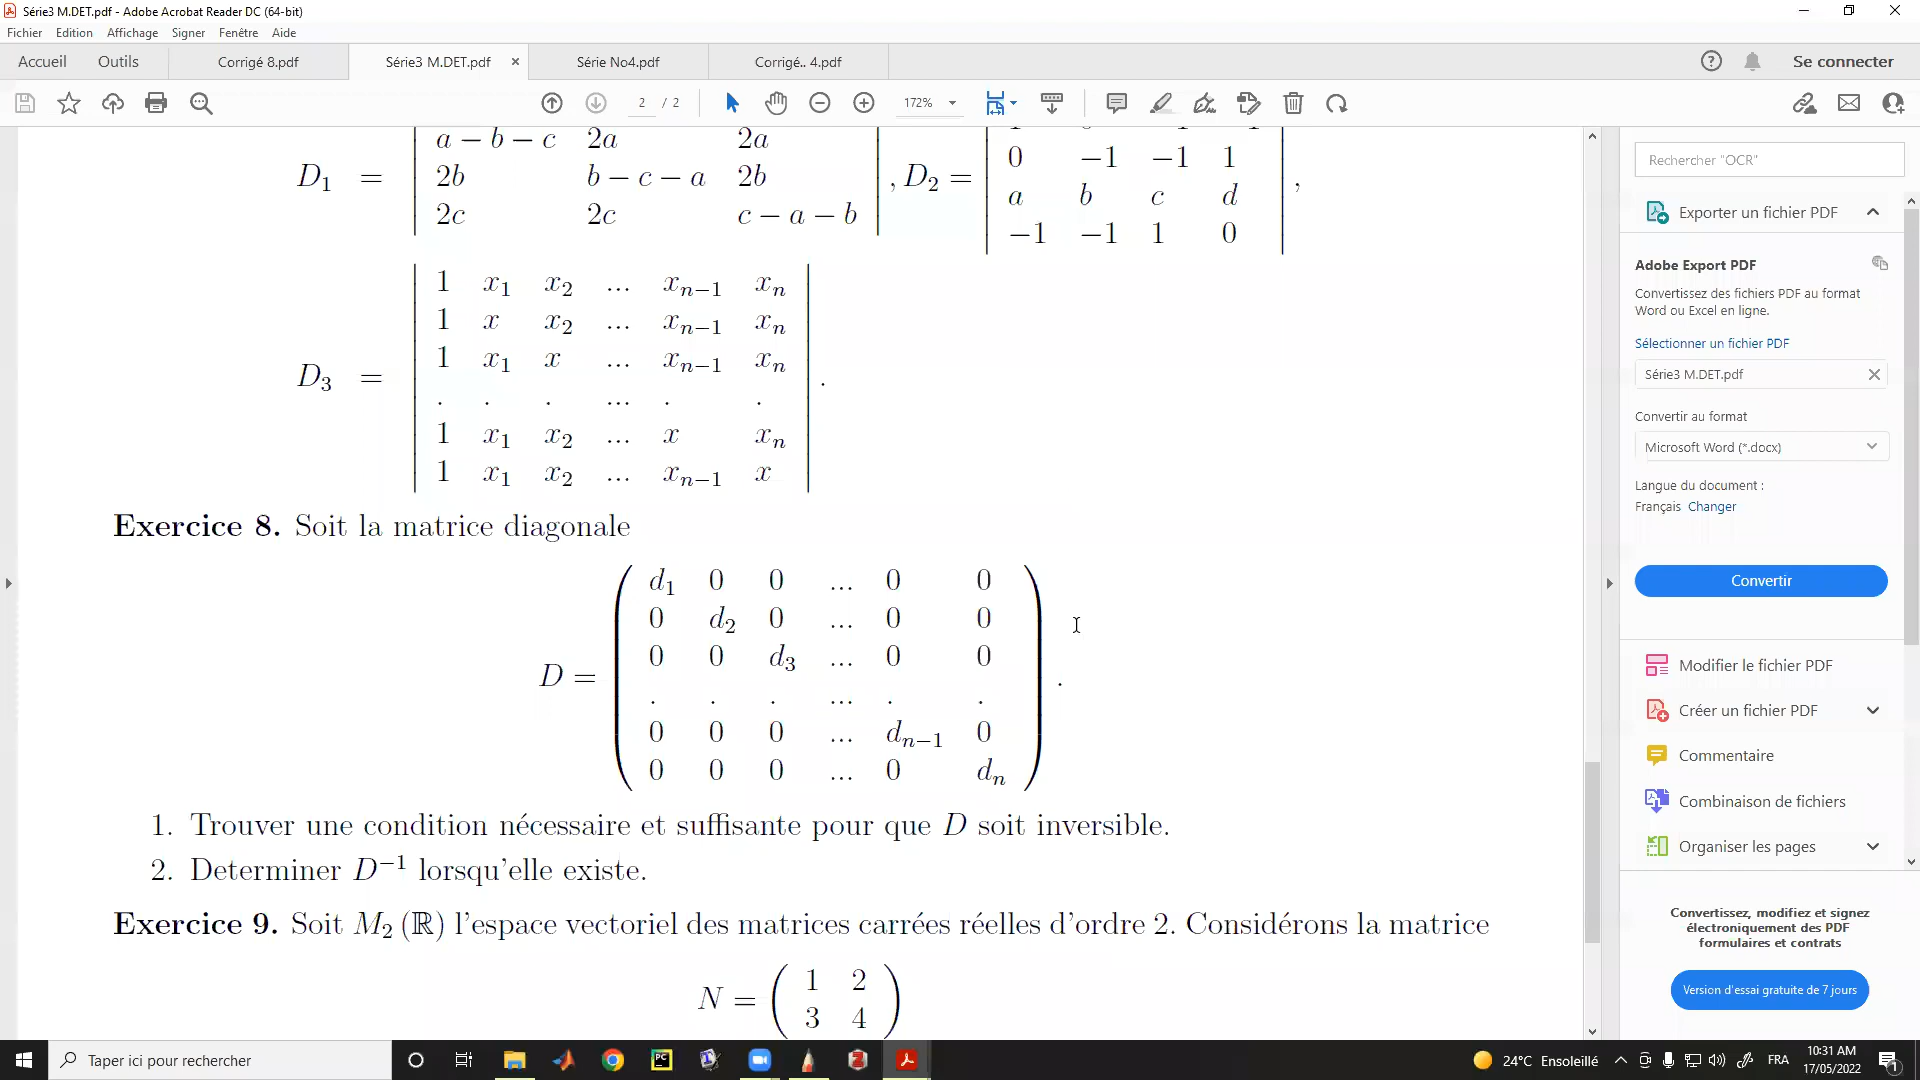 Série3 M.DET.pdf - Adobe Acrobat Reader DC (64-bit)
Fichier Edition Affichage Signer Fenêtre Aide
Accueil Outils Corrigé 8.pdf Série3 M.DET.pdf × Série No4.pdf Corrigé.. 4.pdf Se connecter
2 / 2 172%
D₁ = | a − b − c 2a 2a |
| 2b b − c − a 2b |
| 2c 2c c − a − b |
, D₂ =
| 0 −1 −1 1 |
| a b c d |
| −1 −1 1 0 | ,
D₃ = | 1 x₁ x₂ ... xₙ₋₁ xₙ |
| 1 x x₂ ... xₙ₋₁ xₙ |
| 1 x₁ x ... xₙ₋₁ xₙ |
| . . . ... . . |
| 1 x₁ x₂ ... x xₙ |
| 1 x₁ x₂ ... xₙ₋₁ x | .
Exercice 8. Soit la matrice diagonale
D = ( d₁ 0 0 ... 0 0
0 d₂ 0 ... 0 0
0 0 d₃ ... 0 0
. . . ... . .
0 0 0 ... dₙ₋₁ 0
0 0 0 ... 0 dₙ ) .
1. Trouver une condition nécessaire et suffisante pour que D soit inversible.
2. Determiner D⁻¹ lorsqu'elle existe.
Exercice 9. Soit M₂ (ℝ) l'espace vectoriel des matrices carrées réelles d'ordre 2. Considérons la matrice
N = ( 1 2
3 4 )
Rechercher "OCR"
Exporter un fichier PDF
Adobe Export PDF
Convertissez des fichiers PDF au format
Word ou Excel en ligne.
Sélectionner un fichier PDF
Série3 M.DET.pdf
Convertir au format
Microsoft Word (*.docx)
Langue du document :
Français Changer
Convertir
Modifier le fichier PDF
Créer un fichier PDF
Commentaire
Combinaison de fichiers
Organiser les pages
Convertissez, modifiez et signez
électroniquement des PDF
formulaires et contrats
Version d'essai gratuite de 7 jours
Taper ici pour rechercher
PC
24°C Ensoleillé
FRA
10:31 AM
17/05/2022
1